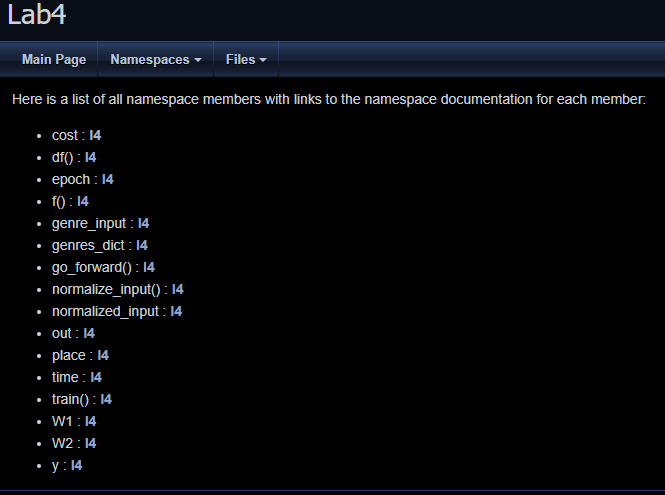 Lab4
Main Page Namespaces Files
Here is a list of all namespace members with links to the namespace documentation for each member:
cost : l4
df() : l4
epoch : l4
f() : l4
genre_input : l4
genres_dict : l4
go_forward() : l4
normalize_input() : l4
normalized_input : l4
out : l4
place : l4
time : l4
train() : l4
W1 : l4
W2 : l4
y : l4